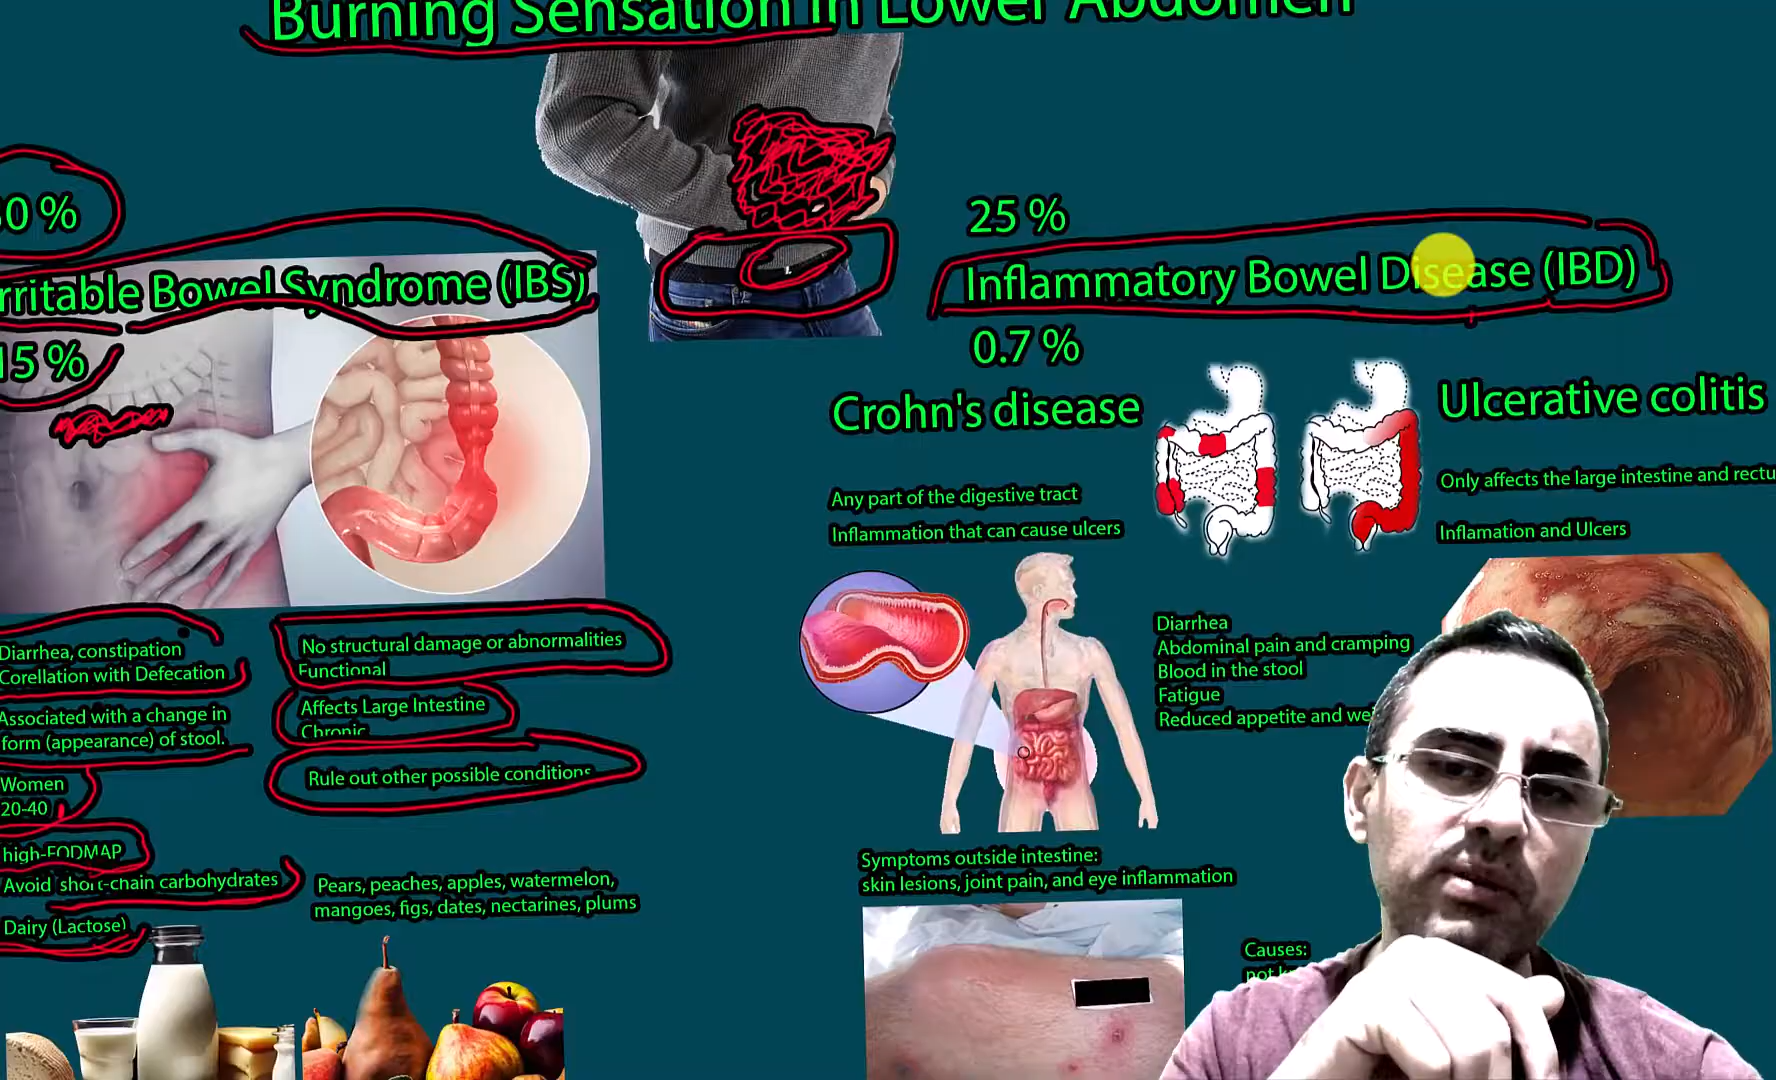 Burning Sensation in Lower Abdomen
0 %
Irritable Bowel Syndrome (IBS)
15 %
25 %
Inflammatory Bowel Disease (IBD)
0.7 %
Crohn's disease
Ulcerative colitis
Any part of the digestive tract
Inflammation that can cause ulcers
Only affects the large intestine and rectu
Inflamation and Ulcers
Diarrhea, constipation
Corellation with Defecation
Associated with a change in
form (appearance) of stool.
Women
20-40
high-FODMAP
Avoid short-chain carbohydrates
Dairy (Lactose)
No structural damage or abnormalities
Functional
Affects Large Intestine
Chronic
Rule out other possible conditions
Pears, peaches, apples, watermelon,
mangoes, figs, dates, nectarines, plums
Diarrhea
Abdominal pain and cramping
Blood in the stool
Fatigue
Reduced appetite and
Symptoms outside intestine:
skin lesions, joint pain, and eye inflammation
Causes:
not